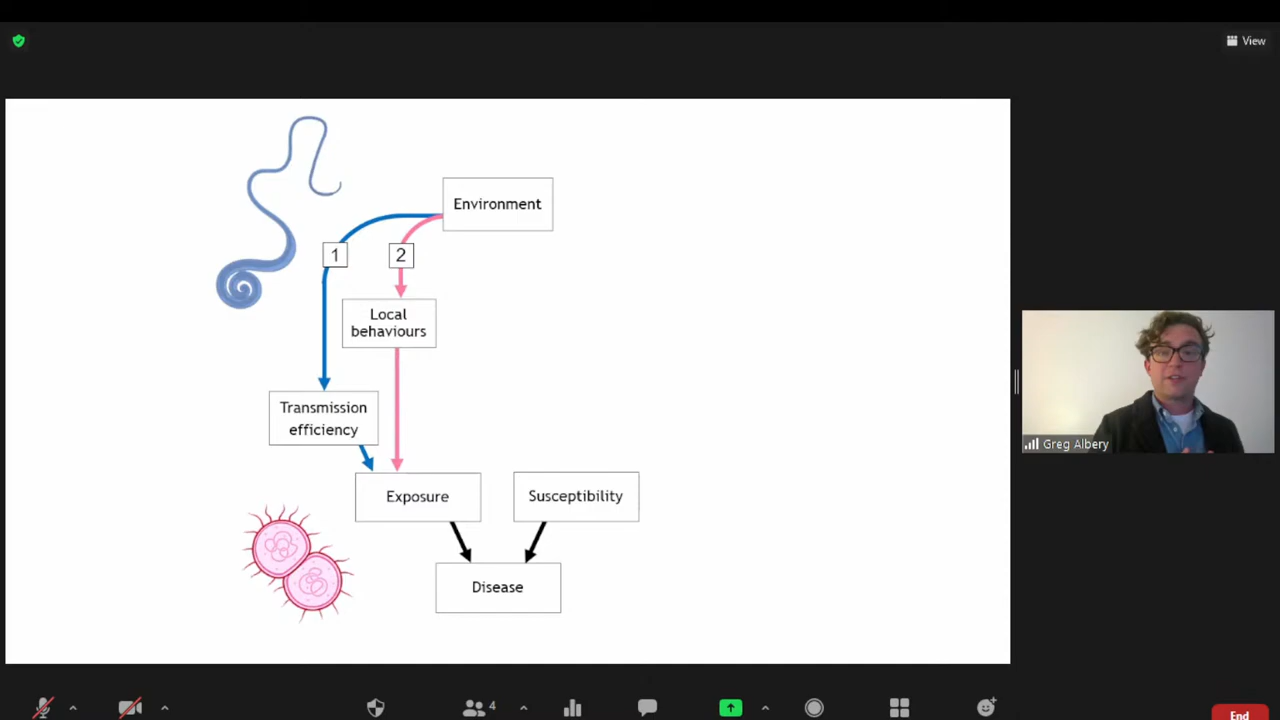 View
Environment
1
2
Local
behaviours
Transmission
efficiency
Exposure
Susceptibility
Disease
Greg Albery
4
End